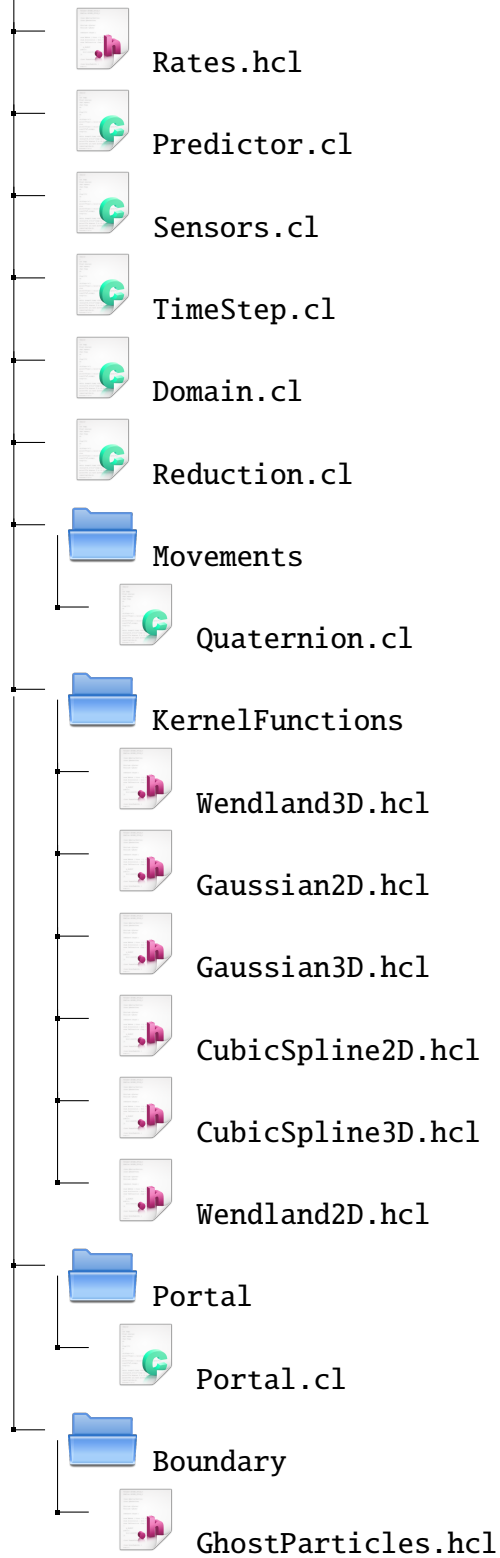 Rates.hcl
Predictor.cl
Sensors.cl
TimeStep.cl
Domain.cl
Reduction.cl
Movements
Quaternion.cl
KernelFunctions
Wendland3D.hcl
Gaussian2D.hcl
Gaussian3D.hcl
CubicSpline2D.hcl
CubicSpline3D.hcl
Wendland2D.hcl
Portal
Portal.cl
Boundary
GhostParticles.hcl